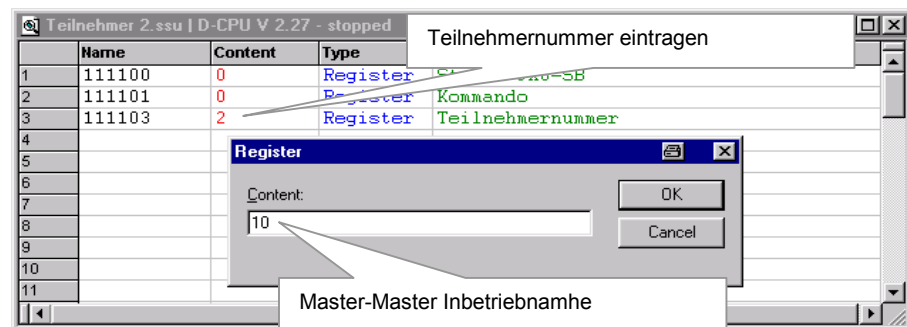 Teilnehmer 2.ssu | D-CPU V 2.27 - stopped
Teilnehmernummer eintragen
Name Content Type
1 111100 0 Register
2 111101 0 Register Kommando
3 111103 2 Register Teilnehmernummer
4
5
6
7
8
9
10
11
Register
Content:
10
OK
Cancel
Master-Master Inbetriebnamhe